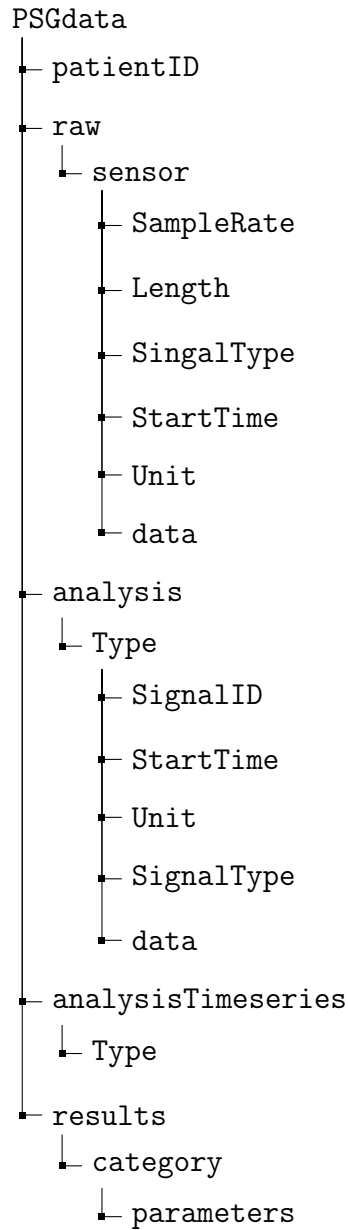 PSGdata
patientID
raw
sensor
SampleRate
Length
SingalType
StartTime
Unit
data
analysis
Type
SignalID
StartTime
Unit
SignalType
data
analysisTimeseries
Type
results
category
parameters